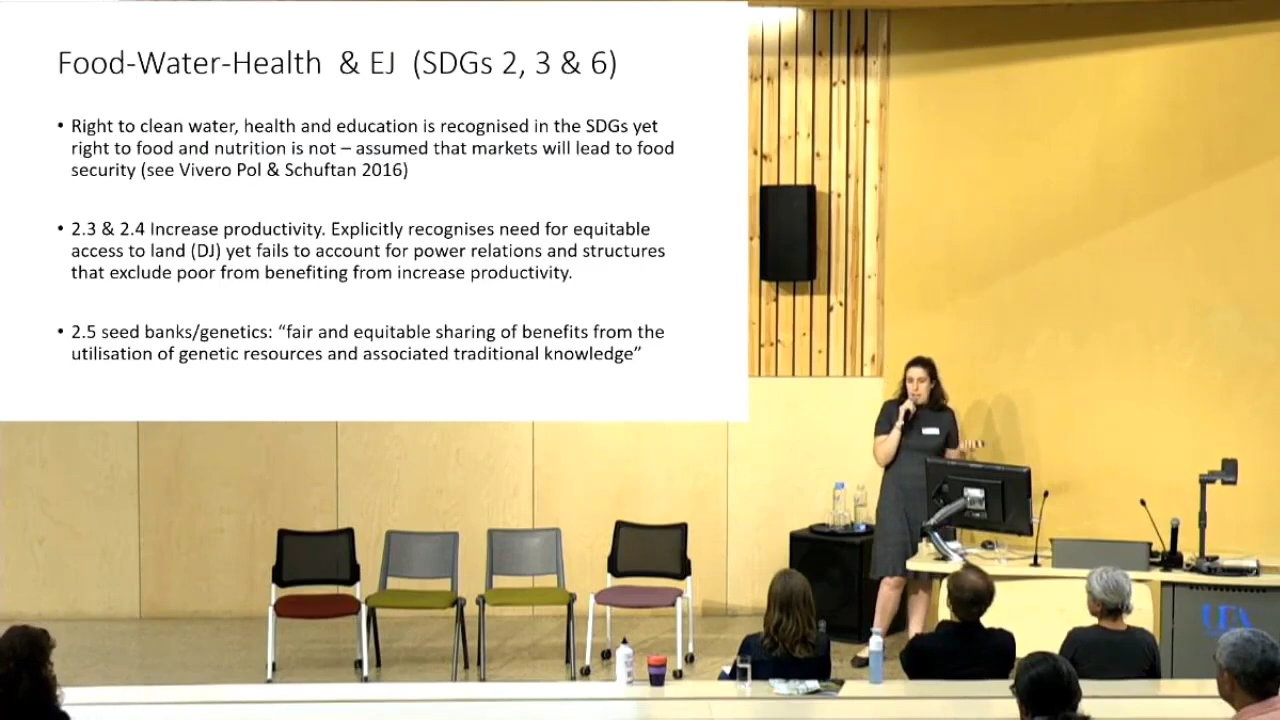 Food-Water-Health & EJ (SDGs 2, 3 & 6)
• Right to clean water, health and education is recognised in the SDGs yet
right to food and nutrition is not – assumed that markets will lead to food
security (see Vivero Pol & Schuftan 2016)
• 2.3 & 2.4 Increase productivity. Explicitly recognises need for equitable
access to land (DJ) yet fails to account for power relations and structures
that exclude poor from benefiting from increase productivity.
• 2.5 seed banks/genetics: “fair and equitable sharing of benefits from the
utilisation of genetic resources and associated traditional knowledge”
UEA